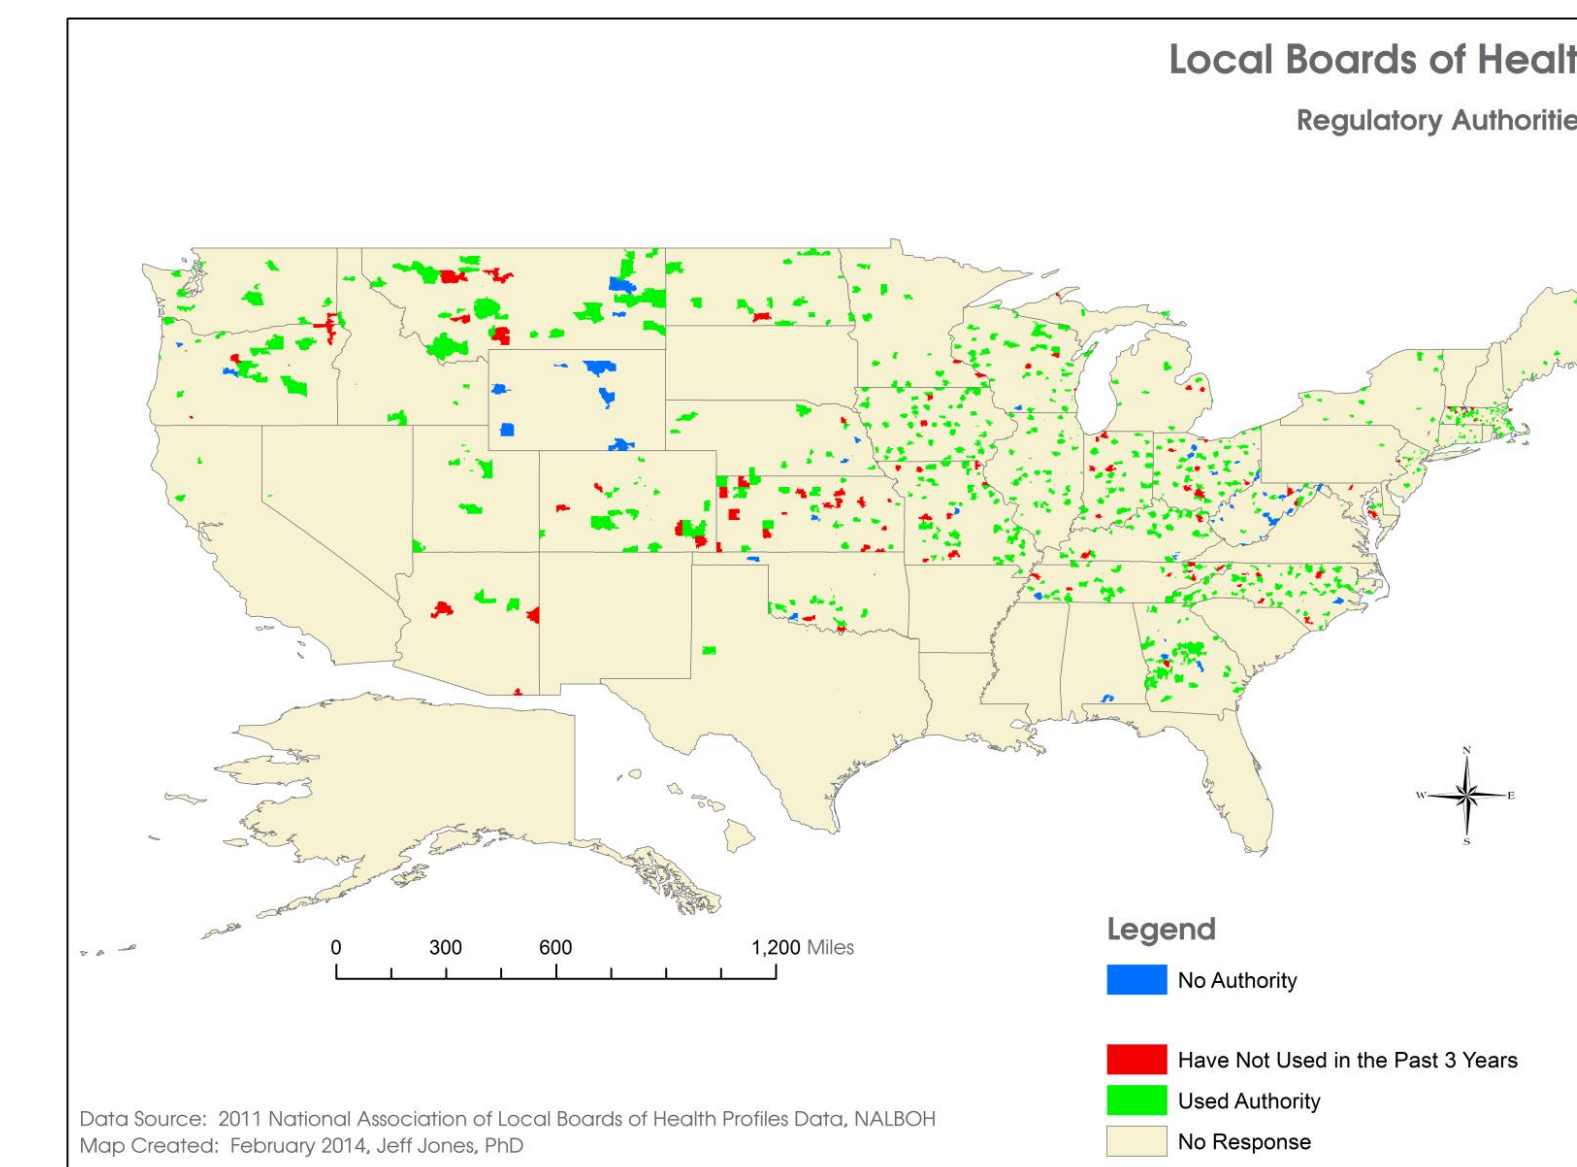 Local Boards of Healt
Regulatory Authoritie
N
W E
S
0 300 600 1,200 Miles
Legend
No Authority
Have Not Used in the Past 3 Years
Used Authority
No Response
Data Source: 2011 National Association of Local Boards of Health Profiles Data, NALBOH
Map Created: February 2014, Jeff Jones, PhD